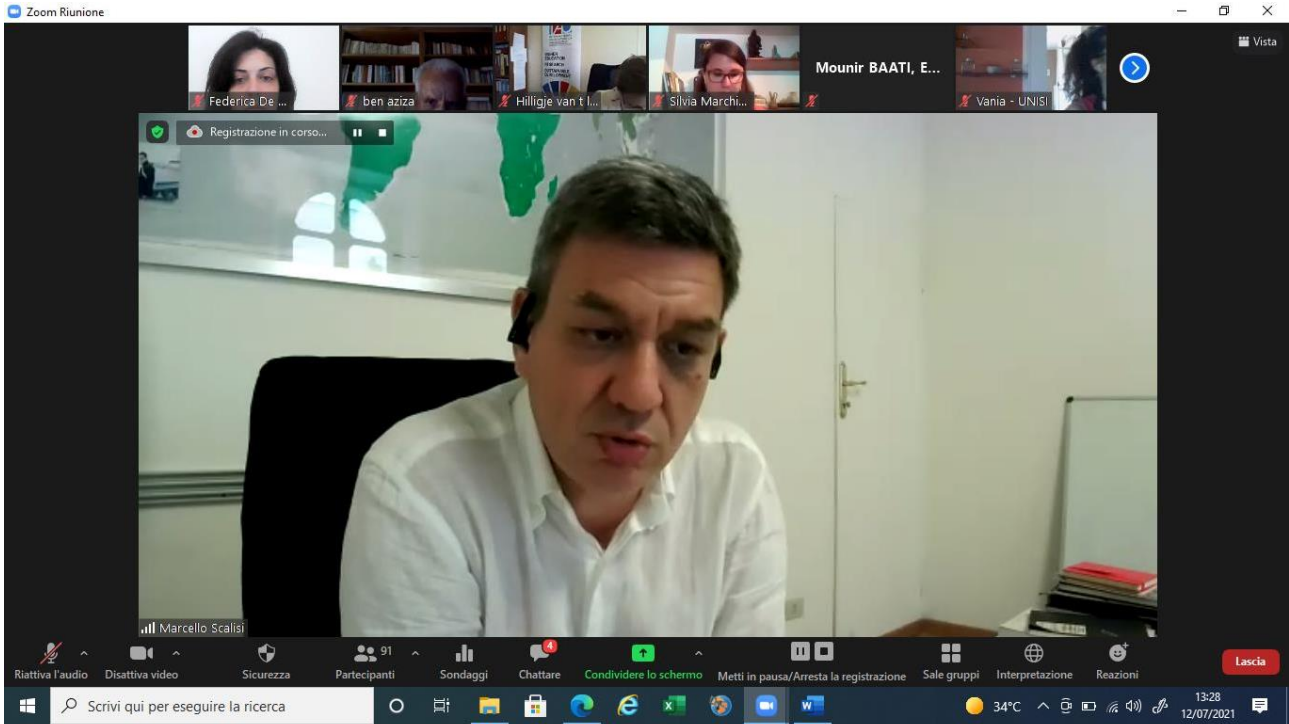 Zoom Riunione
Vista
Federica De ...
ben aziza
Hilligje van t l...
Silvia Marchi...
Mounir BAATI, E...
Vania - UNISI
Registrazione in corso...
Marcello Scalisi
91
4
Riattiva l'audio
Disattiva video
Sicurezza
Partecipanti
Sondaggi
Chattare
Condividere lo schermo
Metti in pausa/Arresta la registrazione
Sale gruppi
Interpretazione
Reazioni
Lascia
Scrivi qui per eseguire la ricerca
34°C
13:28
12/07/2021